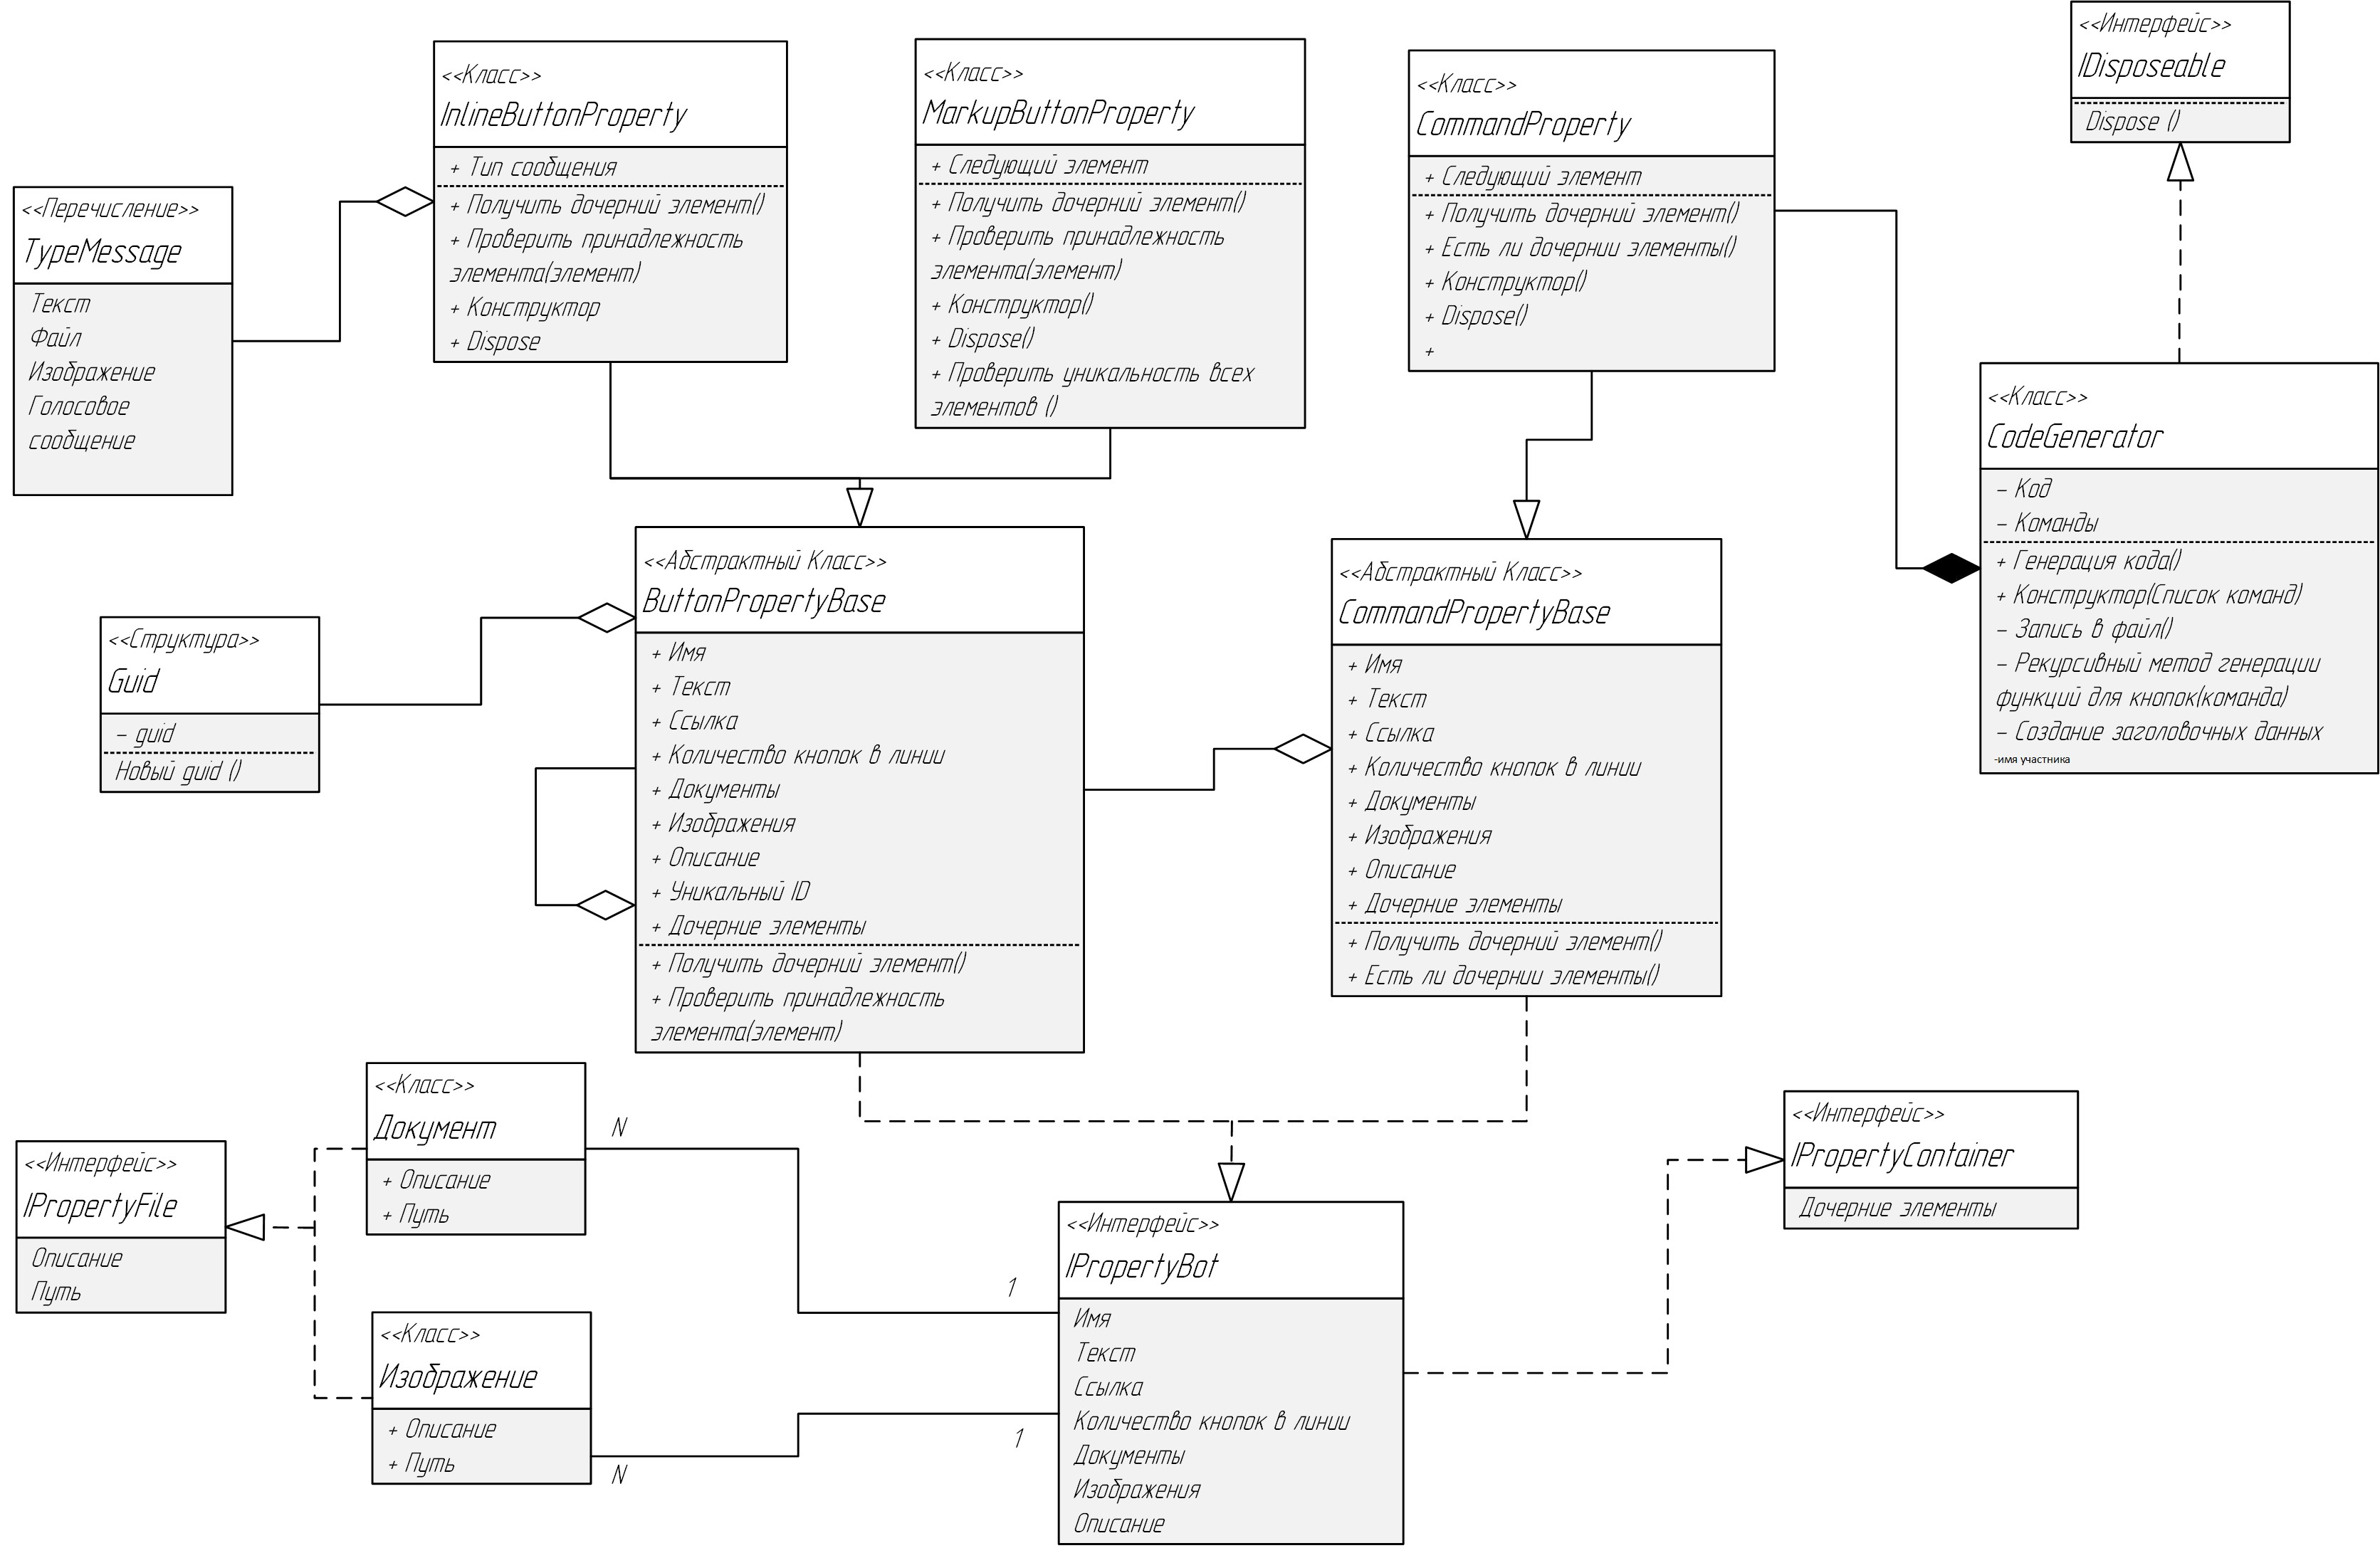 <<Класс>>
InlineButtonProperty
+ Тип сообщения
+ Получить дочерний элемент()
+ Проверить принадлежность
элемента(элемент)
+ Конструктор
+ Dispose
<<Класс>>
MarkupButtonProperty
+ Следующий элемент
+ Получить дочерний элемент()
+ Проверить принадлежность
элемента(элемент)
+ Конструктор()
+ Dispose()
+ Проверить уникальность всех
элементов ()
<<Класс>>
CommandProperty
+ Следующий элемент
+ Получить дочерний элемент()
+ Есть ли дочернии элементы()
+ Конструктор()
+ Dispose()
+
<<Интерфейс>>
IDisposeable
Dispose ()
<<Перечисление>>
TypeMessage
Текст
Файл
Изображение
Голосовое
сообщение
<<Класс>>
CodeGenerator
- Код
- Команды
+ Генерация кода()
+ Конструктор(Список команд)
- Запись в файл()
- Рекурсивный метод генерации
функций для кнопок(команда)
- Создание заголовочных данных
-имя участника
<<Абстрактный Класс>>
ButtonPropertyBase
+ Имя
+ Текст
+ Ссылка
+ Количество кнопок в линии
+ Документы
+ Изображения
+ Описание
+ Уникальный ID
+ Дочерние элементы
+ Получить дочерний элемент()
+ Проверить принадлежность
элемента(элемент)
<<Абстрактный Класс>>
CommandPropertyBase
+ Имя
+ Текст
+ Ссылка
+ Количество кнопок в линии
+ Документы
+ Изображения
+ Описание
+ Дочерние элементы
+ Получить дочерний элемент()
+ Есть ли дочернии элементы()
<<Структура>>
Guid
- guid
Новый guid ()
<<Класс>>
Документ
+ Описание
+ Путь
N
<<Интерфейс>>
IPropertyFile
Описание
Путь
<<Интерфейс>>
IPropertyContainer
Дочерние элементы
<<Класс>>
Изображение
+ Описание
+ Путь
N
1
1
<<Интерфейс>>
IPropertyBot
Имя
Текст
Ссылка
Количество кнопок в линии
Документы
Изображения
Описание